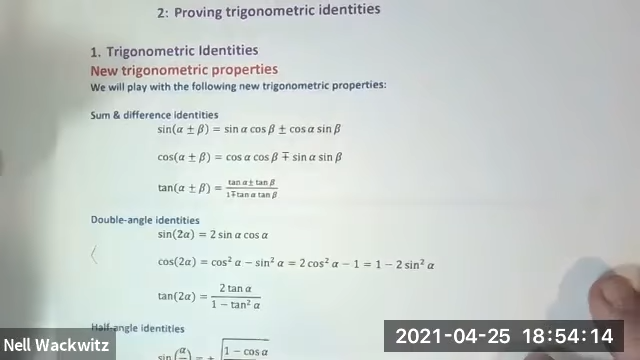 2: Proving trigonometric identities
1. Trigonometric Identities
New trigonometric properties
We will play with the following new trigonometric properties:
Sum & difference identities
sin(α ± β) = sin α cos β ± cos α sin β
cos(α ± β) = cos α cos β ∓ sin α sin β
tan(α ± β) = (tan α ± tan β)/(1 ∓ tan α tan β)
Double-angle identities
sin(2α) = 2 sin α cos α
cos(2α) = cos² α − sin² α = 2 cos² α − 1 = 1 − 2 sin² α
tan(2α) = (2 tan α)/(1 − tan² α)
Half-angle identities
sin(α/
= ±√(1 − cos α
Nell Wackwitz
2021-04-25 18:54:14